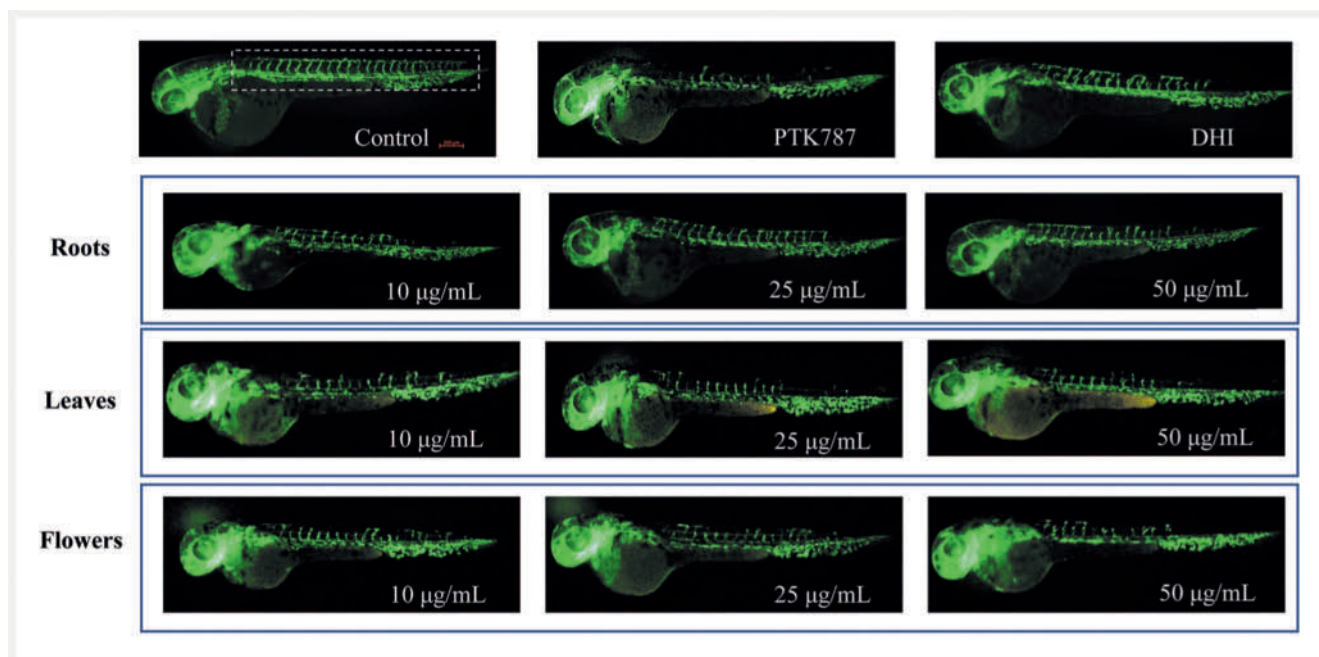 Control
PTK787
DHI
Roots
10 μg/mL
25 μg/mL
50 μg/mL
Leaves
10 μg/mL
25 μg/mL
50 μg/mL
Flowers
10 μg/mL
25 μg/mL
50 μg/mL